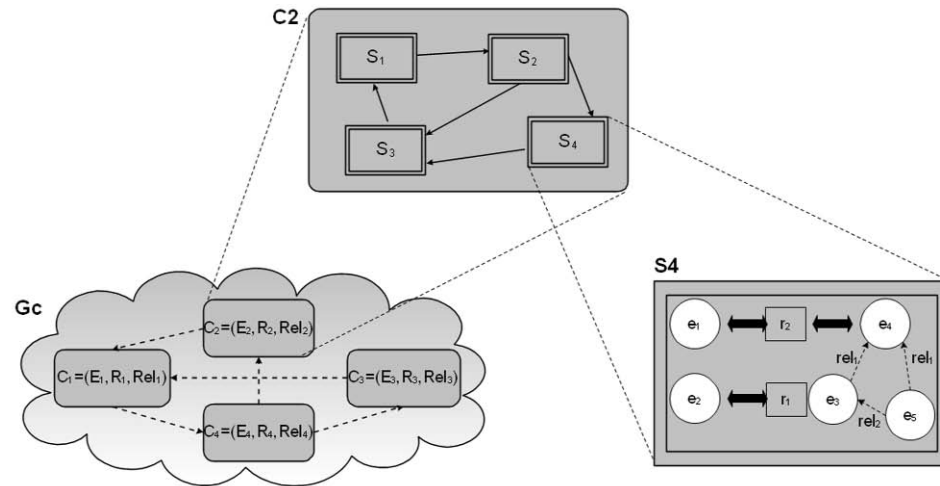 C2
S₁
S₂
S₃
S₄
Gc
C₂=(E₂, R₂, Rel₂)
C₁=(E₁, R₁, Rel₁)
C₃=(E₃, R₃, Rel₃)
C₄=(E₄, R₄, Rel₄)
S4
e₁
r₂
e₄
rel₁
rel₁
e₂
r₁
e₃
e₅
rel₂